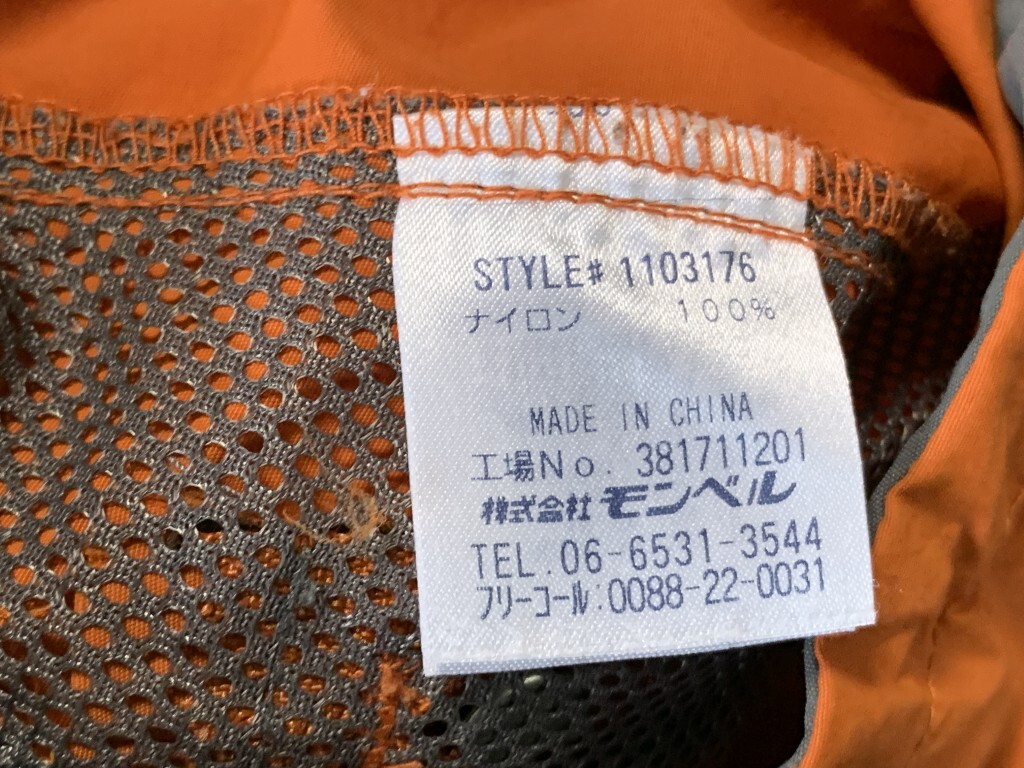 STYLE# 1103176
ナイロン 100%
MADE IN CHINA
工場No. 381711201
株式会社モンベル
TEL.06-6531-3544
フリーコール:0088-22-0031